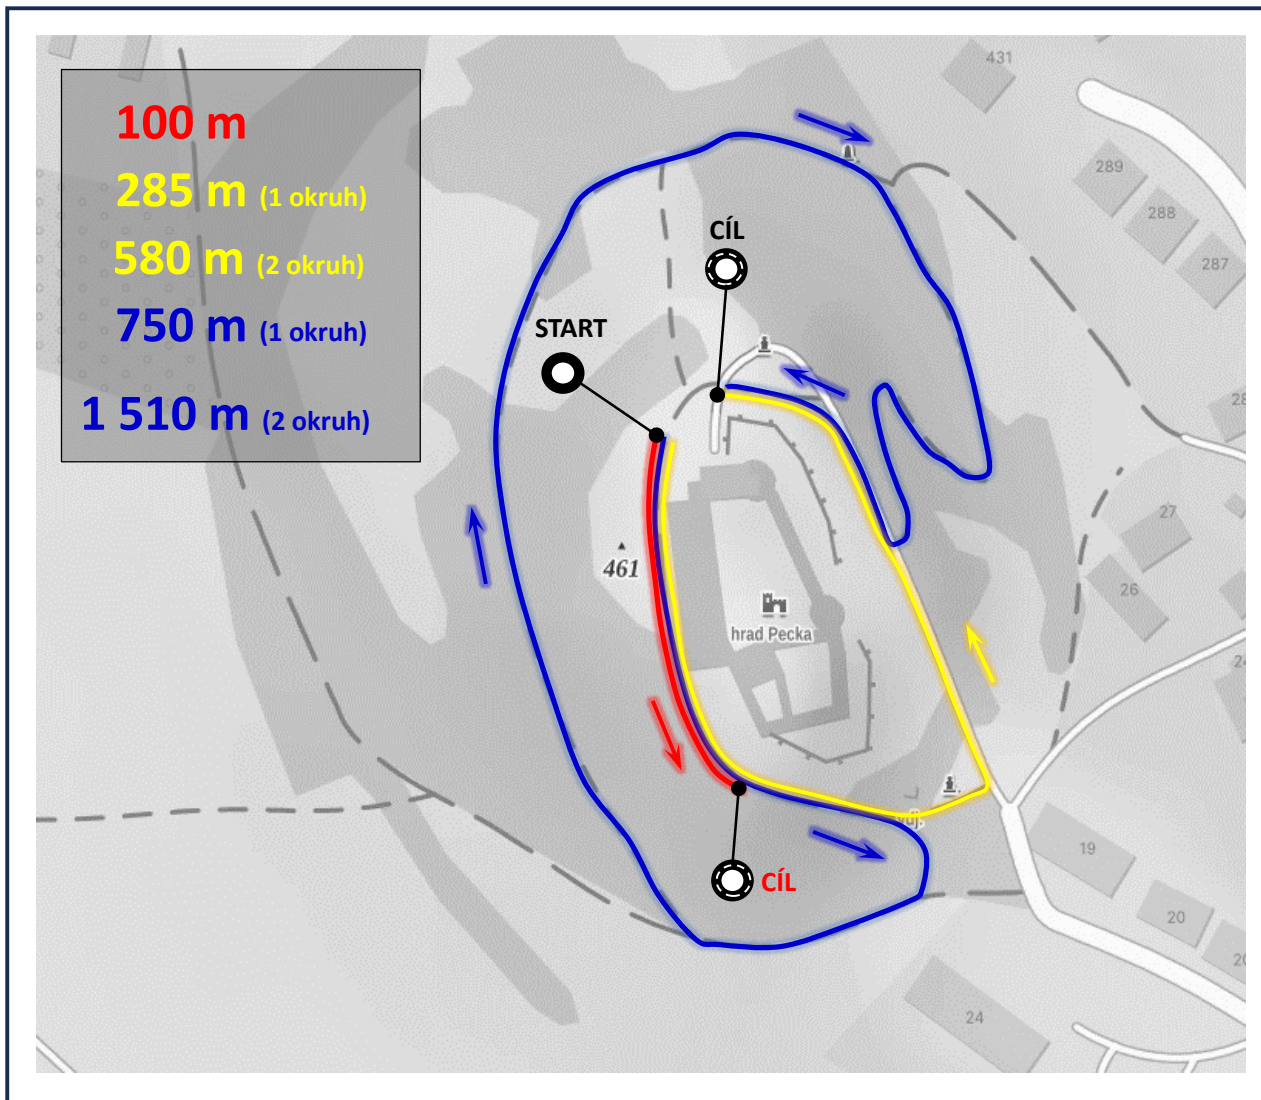 100 m
285 m (1 okruh)
580 m (2 okruh)
750 m (1 okruh)
1 510 m (2 okruh)
431
289
288
287
CÍL
START
27
461
26
hrad Pecka
19
CÍL
20
24